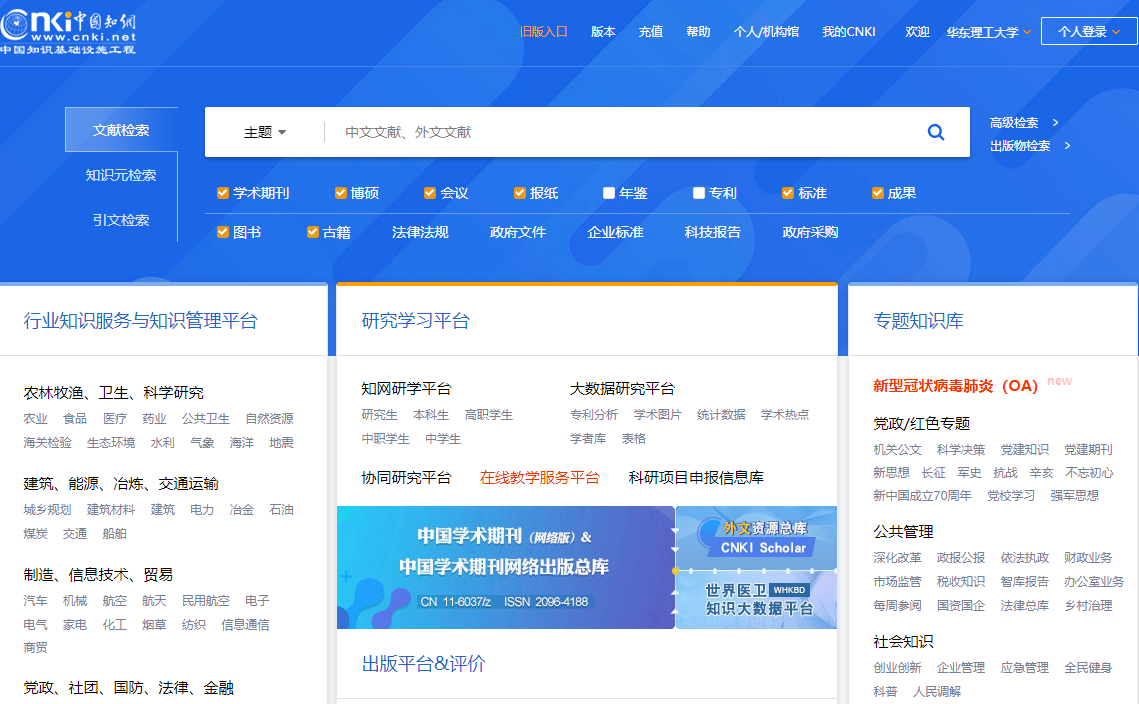 cnki中国知网
www.cnki.net
中国知识基础设施工程
旧版入口 版本 充值 帮助 个人/机构馆 我的CNKI 欢迎 华东理工大学 个人登录
文献检索 主题 中文文献、外文文献 高级检索 >
出版物检索 >
知识元检索
引文检索
学术期刊 博硕 会议 报纸 年鉴 专利 标准 成果
图书 古籍 法律法规 政府文件 企业标准 科技报告 政府采购
行业知识服务与知识管理平台
农林牧渔、卫生、科学研究
农业 食品 医疗 药业 公共卫生 自然资源
海关检验 生态环境 水利 气象 海洋 地震
建筑、能源、冶炼、交通运输
城乡规划 建筑材料 建筑 电力 冶金 石油
煤炭 交通 船舶
制造、信息技术、贸易
汽车 机械 航空 航天 民用航空 电子
电气 家电 化工 烟草 纺织 信息通信
商贸
党政、社团、国防、法律、金融
研究学习平台
知网研学平台 大数据研究平台
研究生 本科生 高职学生 专利分析 学术图片 统计数据 学术热点
中职学生 中学生 学者库 表格
协同研究平台 在线教学服务平台 科研项目申报信息库
中国学术期刊（网络版）&
中国学术期刊网络出版总库
CN 11-6037/z ISSN 2096-4188
外文资源总库
CNKI Scholar
世界医卫 WHKBD
知识大数据平台
出版平台&评价
专题知识库
新型冠状病毒肺炎（OA） new
党政/红色专题
机关公文 科学决策 党建知识 党建期刊
新思想 长征 军史 抗战 辛亥 不忘初心
新中国成立70周年 党校学习 强军思想
公共管理
深化改革 政报公报 依法执政 财政业务
市场监管 税收知识 智库报告 办公室业务
每周参阅 国资国企 法律总库 乡村治理
社会知识
创业创新 企业管理 应急管理 全民健身
科普 人民调解